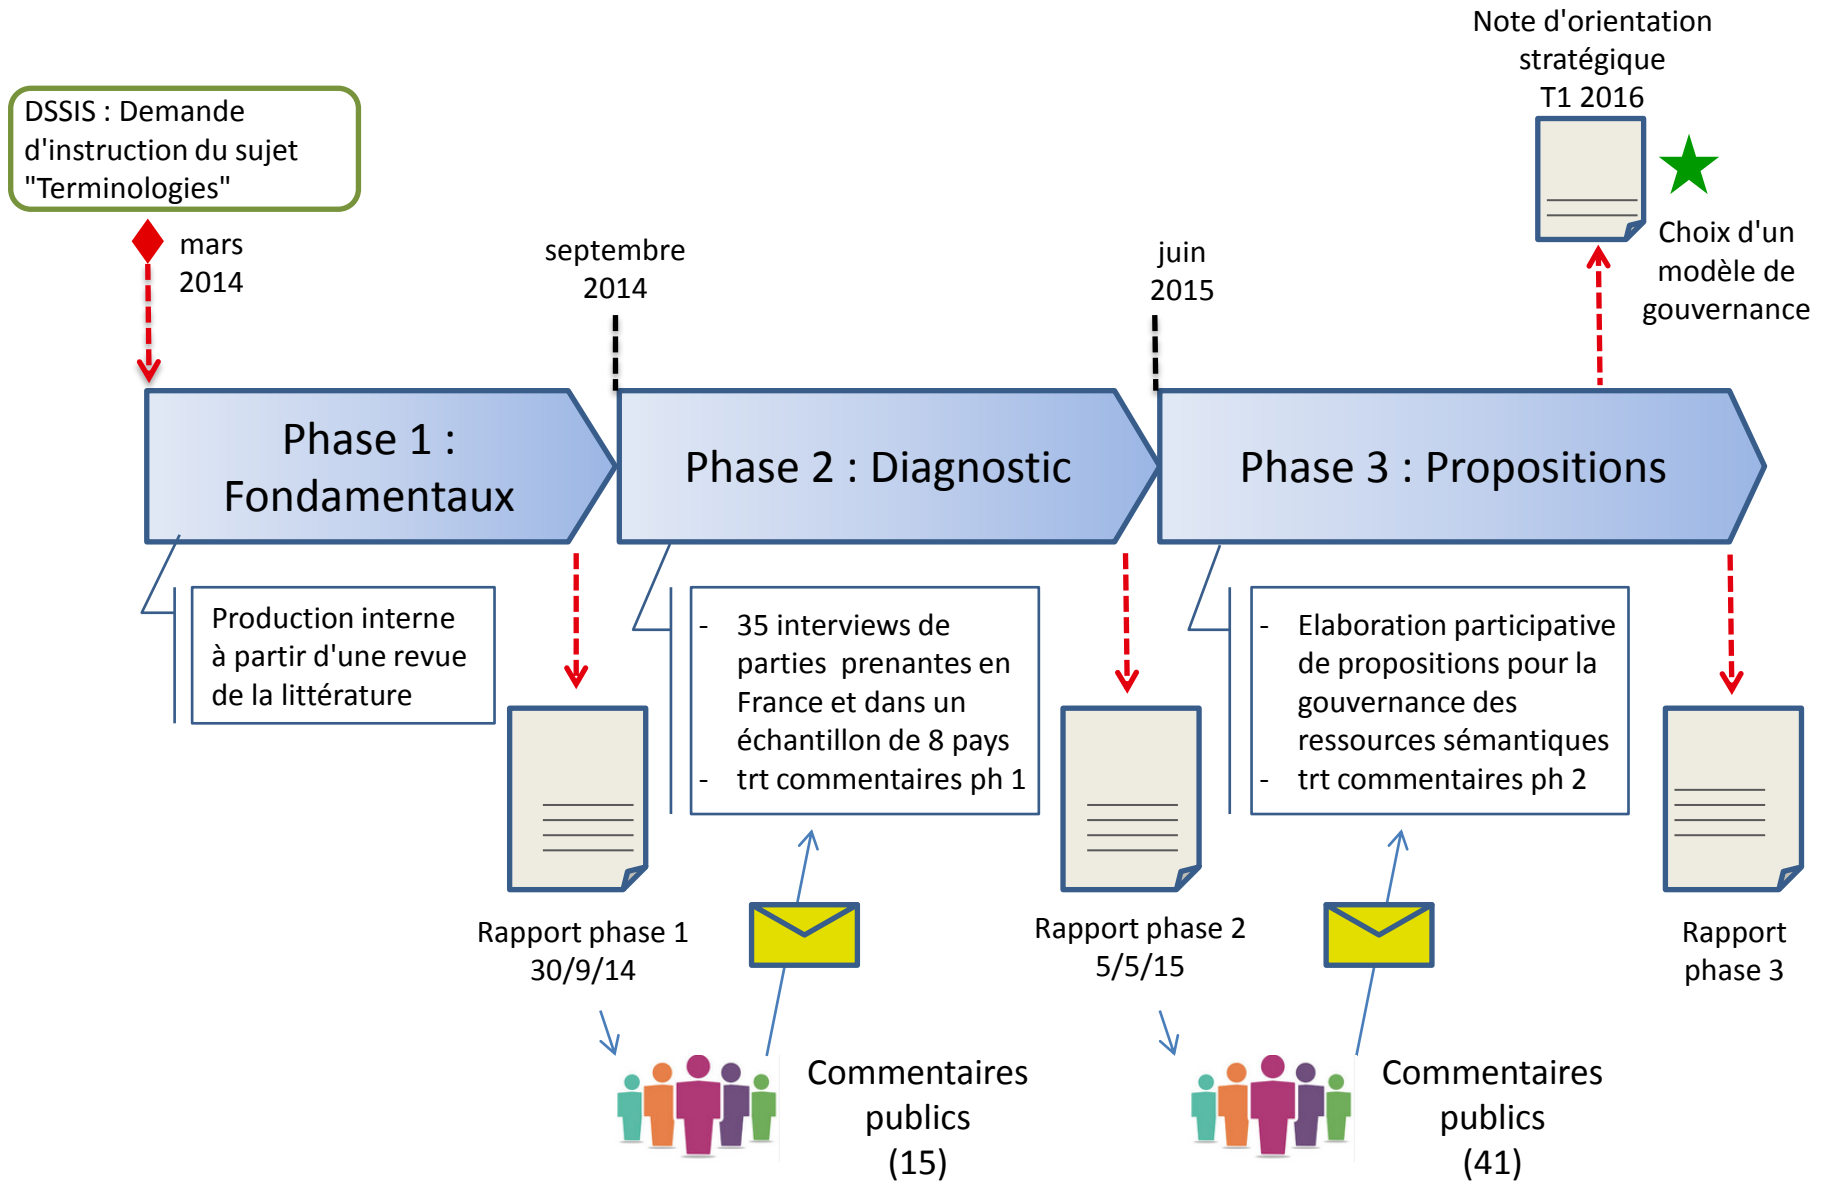 Note d'orientation
stratégique
T1 2016
DSSIS : Demande
d'instruction du sujet
"Terminologies"
mars
2014
septembre
2014
juin
2015
Choix d'un
modèle de
gouvernance
Phase 1 :
Fondamentaux
Phase 2 : Diagnostic
Phase 3 : Propositions
Production interne
à partir d'une revue
de la littérature
- 35 interviews de
parties prenantes en
France et dans un
échantillon de 8 pays
- trt commentaires ph 1
- Elaboration participative
de propositions pour la
gouvernance des
ressources sémantiques
- trt commentaires ph 2
Rapport phase 1
30/9/14
Rapport phase 2
5/5/15
Rapport
phase 3
Commentaires
publics
(15)
Commentaires
publics
(41)